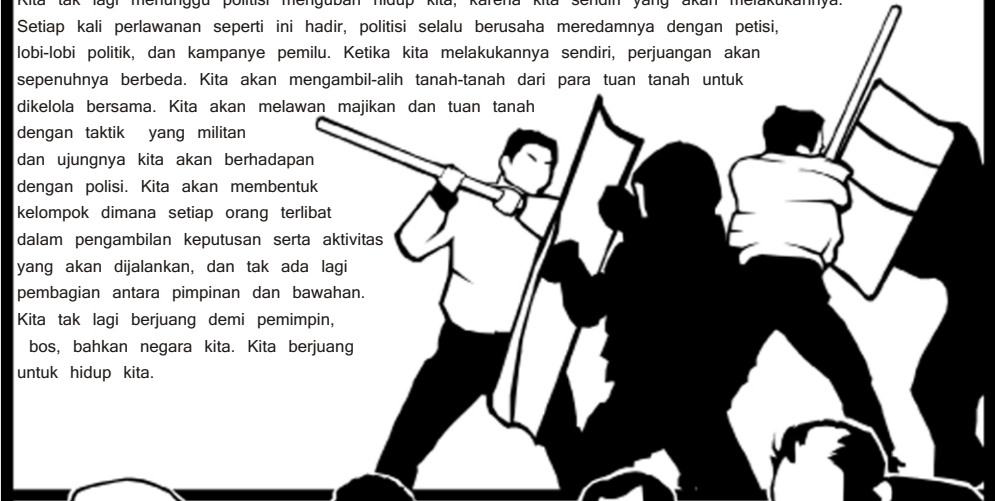 Kita tak lagi menunggu politisi mengubah hidup kita, karena kita sendiri yang akan melakukannya.
Setiap kali perlawanan seperti ini hadir, politisi selalu berusaha meredamnya dengan petisi,
lobi-lobi politik, dan kampanye pemilu. Ketika kita melakukannya sendiri, perjuangan akan
sepenuhnya berbeda. Kita akan mengambil-alih tanah-tanah dari para tuan tanah untuk
dikelola bersama. Kita akan melawan majikan dan tuan tanah
dengan taktik yang militan
dan ujungnya kita akan berhadapan
dengan polisi. Kita akan membentuk
kelompok dimana setiap orang terlibat
dalam pengambilan keputusan serta aktivitas
yang akan dijalankan, dan tak ada lagi
pembagian antara pimpinan dan bawahan.
Kita tak lagi berjuang demi pemimpin,
bos, bahkan negara kita. Kita berjuang
untuk hidup kita.